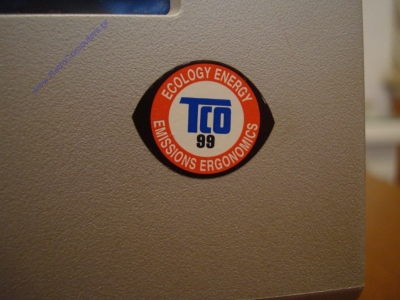 ECOLOGY ENERGY
TCO
99
EMISSIONS ERGONOMICS